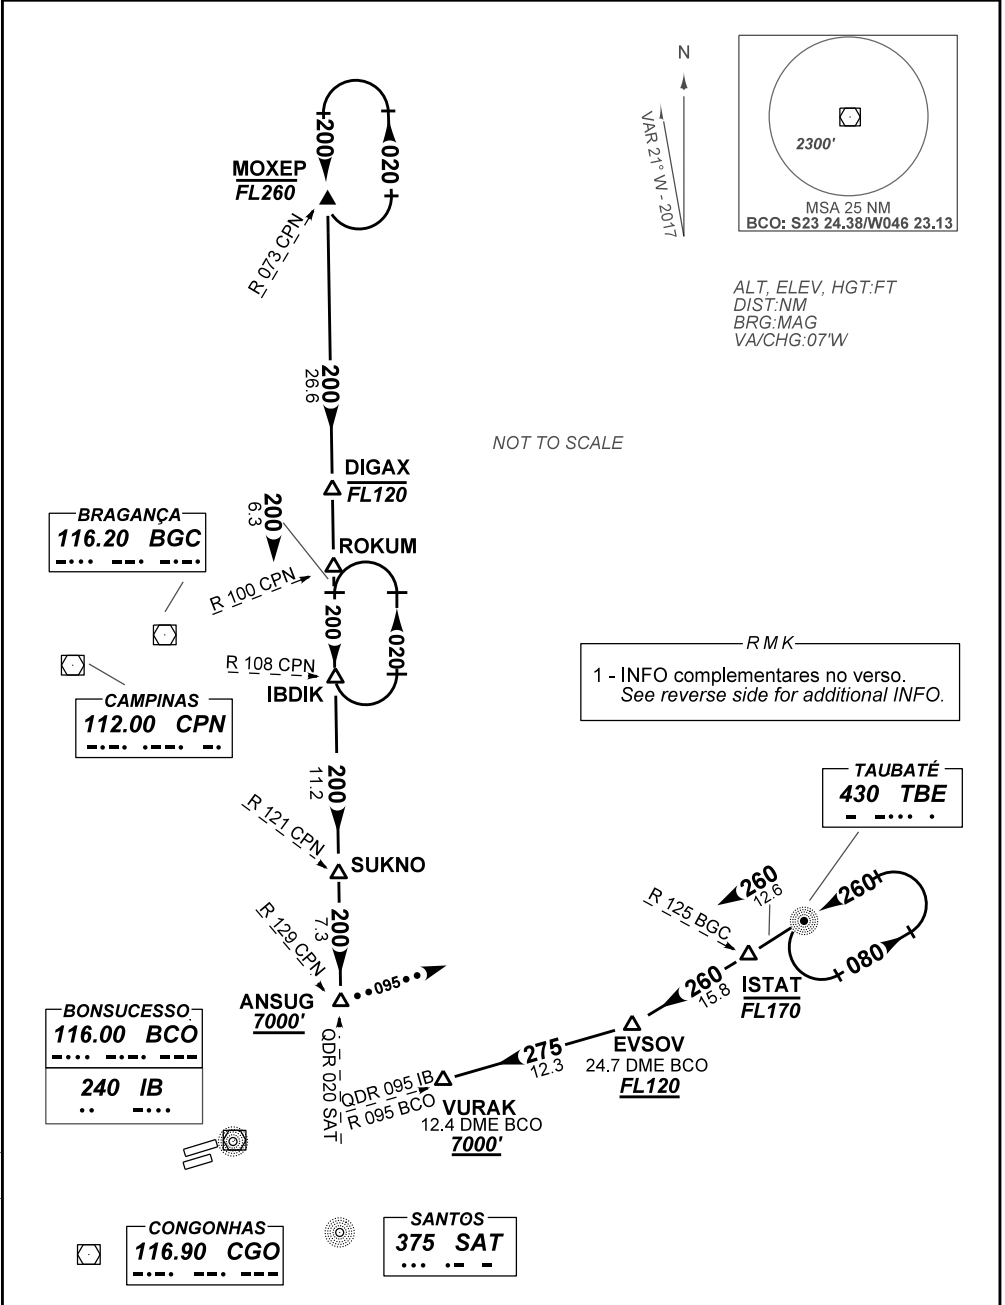 N
VAR 21° W - 2017
2300'
MSA 25 NM
BCO: S23 24.38/W046 23.13
ALT, ELEV, HGT:FT
DIST:NM
BRG:MAG
VA/CHG:07'W
NOT TO SCALE
200
020
MOXEP
FL260
R 073 CPN
200
26.6
DIGAX
FL120
200
6.3
ROKUM
R 100 CPN
BRAGANÇA
116.20 BGC
200
020
R 108 CPN
IBDIK
CAMPINAS
112.00 CPN
RMK
1 - INFO complementares no verso.
See reverse side for additional INFO.
200
11.2
R 121 CPN
SUKNO
TAUBATÉ
430 TBE
260
12.6
260
080
R 125 BGC
ISTAT
FL170
200
7.3
R 129 CPN
ANSUG
7000'
095
260
15.8
EVSOV
24.7 DME BCO
FL120
275
12.3
QDR 020 SAT
QDR 095 IB
R 095 BCO
VURAK
12.4 DME BCO
7000'
BONSUCESSO
116.00 BCO
240 IB
CONGONHAS
116.90 CGO
SANTOS
375 SAT